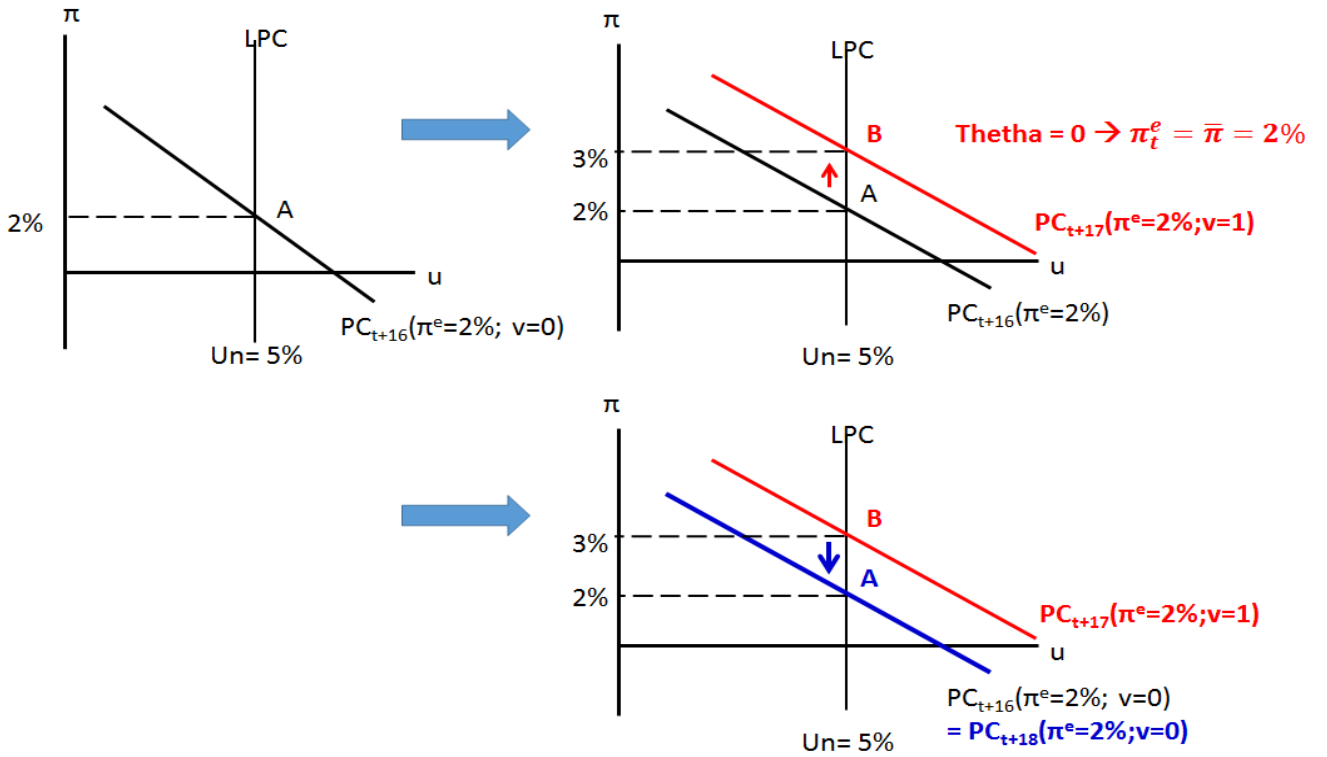 π
LPC
A
2%
u
PCt+16(πe=2%; v=0)
Un= 5%
π
LPC
B
3%
A
2%
Thetha = 0 → πte = π̅ = 2%
PCt+17(πe=2%;v=1)
u
PCt+16(πe=2%)
Un= 5%
π
LPC
B
3%
A
2%
PCt+17(πe=2%;v=1)
u
PCt+16(πe=2%; v=0)
= PCt+18(πe=2%;v=0)
Un= 5%